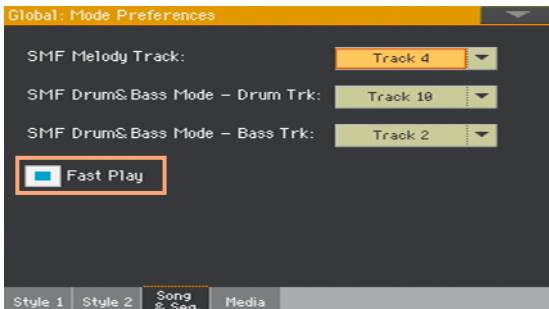 Global: Mode Preferences
SMF Melody Track: Track 4
SMF Drum&Bass Mode - Drum Trk: Track 10
SMF Drum&Bass Mode - Bass Trk: Track 2
Fast Play
Style 1 Style 2 Song & Seq. Media